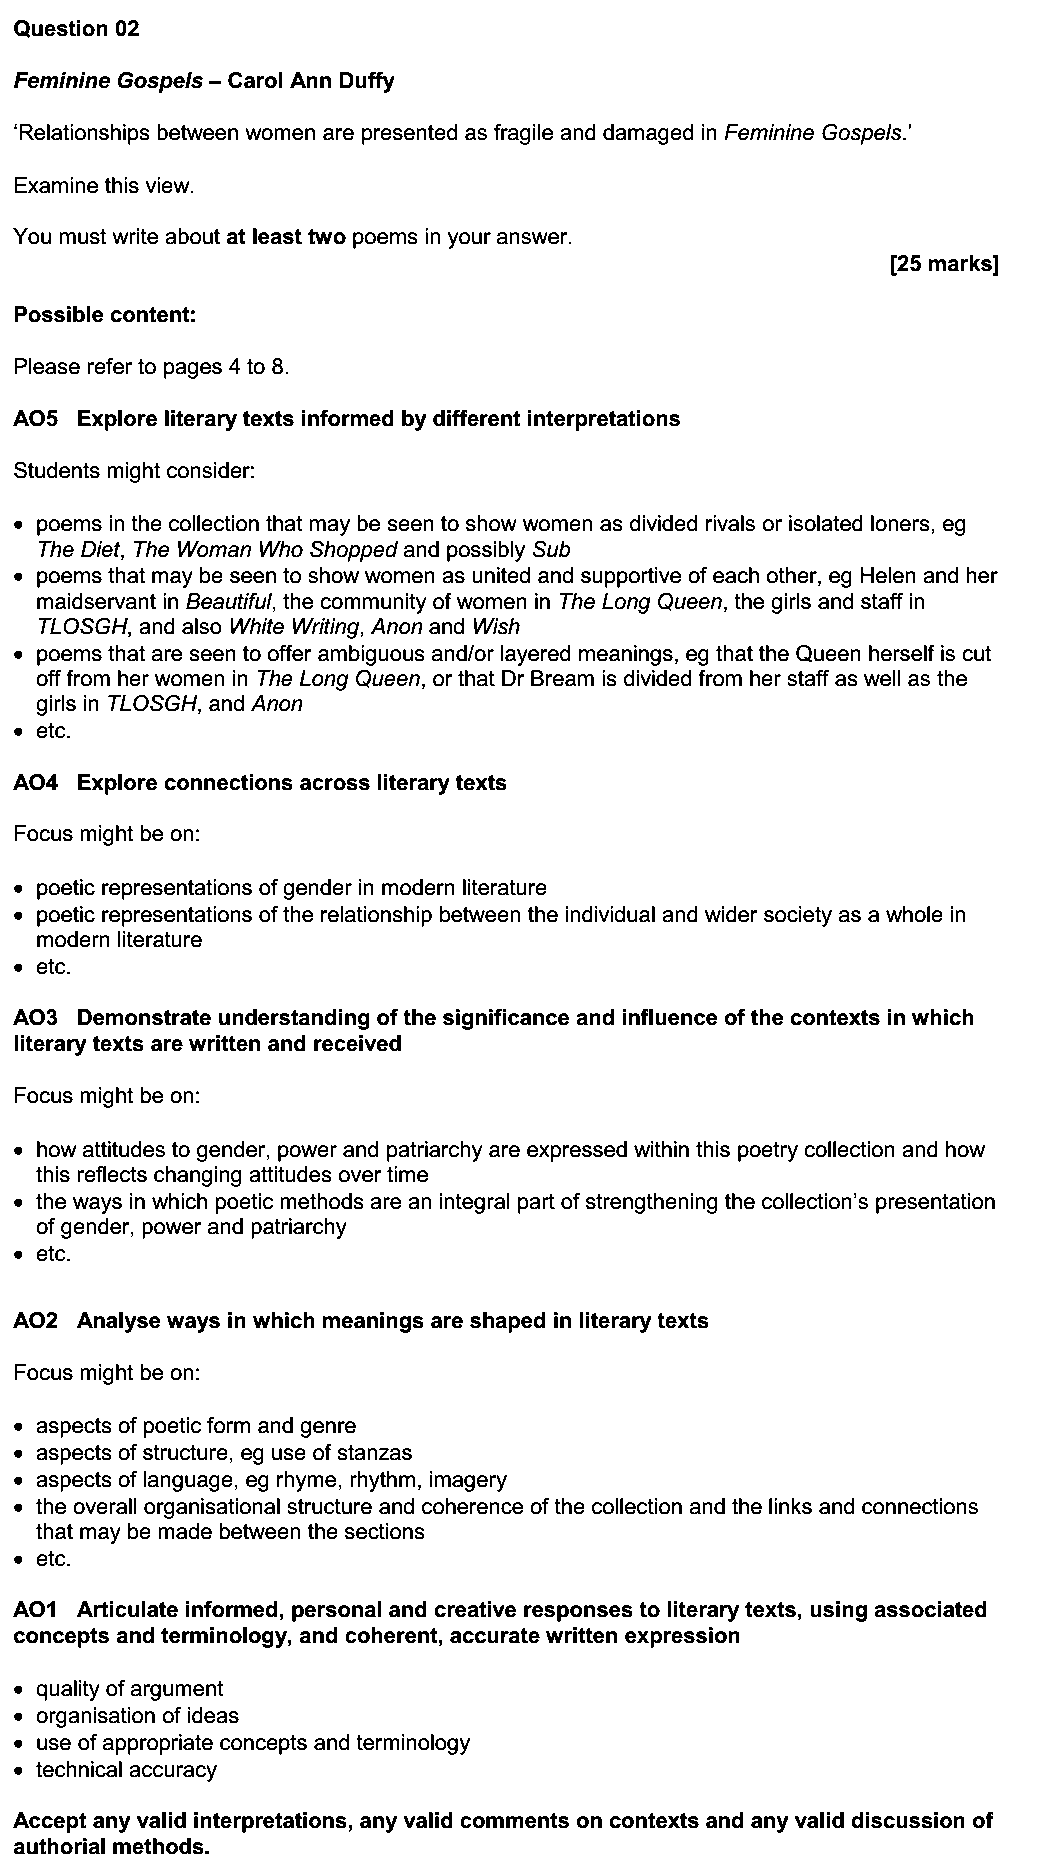 Question 02
Feminine Gospels – Carol Ann Duffy
‘Relationships between women are presented as fragile and damaged in Feminine Gospels.’
Examine this view.
You must write about at least two poems in your answer.
[25 marks]
Possible content:
Please refer to pages 4 to 8.
AO5 Explore literary texts informed by different interpretations
Students might consider:
• poems in the collection that may be seen to show women as divided rivals or isolated loners, eg
The Diet, The Woman Who Shopped and possibly Sub
• poems that may be seen to show women as united and supportive of each other, eg Helen and her
maidservant in Beautiful, the community of women in The Long Queen, the girls and staff in
TLOSGH, and also White Writing, Anon and Wish
• poems that are seen to offer ambiguous and/or layered meanings, eg that the Queen herself is cut
off from her women in The Long Queen, or that Dr Bream is divided from her staff as well as the
girls in TLOSGH, and Anon
• etc.
AO4 Explore connections across literary texts
Focus might be on:
• poetic representations of gender in modern literature
• poetic representations of the relationship between the individual and wider society as a whole in
modern literature
• etc.
AO3 Demonstrate understanding of the significance and influence of the contexts in which
literary texts are written and received
Focus might be on:
• how attitudes to gender, power and patriarchy are expressed within this poetry collection and how
this reflects changing attitudes over time
• the ways in which poetic methods are an integral part of strengthening the collection’s presentation
of gender, power and patriarchy
• etc.
AO2 Analyse ways in which meanings are shaped in literary texts
Focus might be on:
• aspects of poetic form and genre
• aspects of structure, eg use of stanzas
• aspects of language, eg rhyme, rhythm, imagery
• the overall organisational structure and coherence of the collection and the links and connections
that may be made between the sections
• etc.
AO1 Articulate informed, personal and creative responses to literary texts, using associated
concepts and terminology, and coherent, accurate written expression
• quality of argument
• organisation of ideas
• use of appropriate concepts and terminology
• technical accuracy
Accept any valid interpretations, any valid comments on contexts and any valid discussion of
authorial methods.